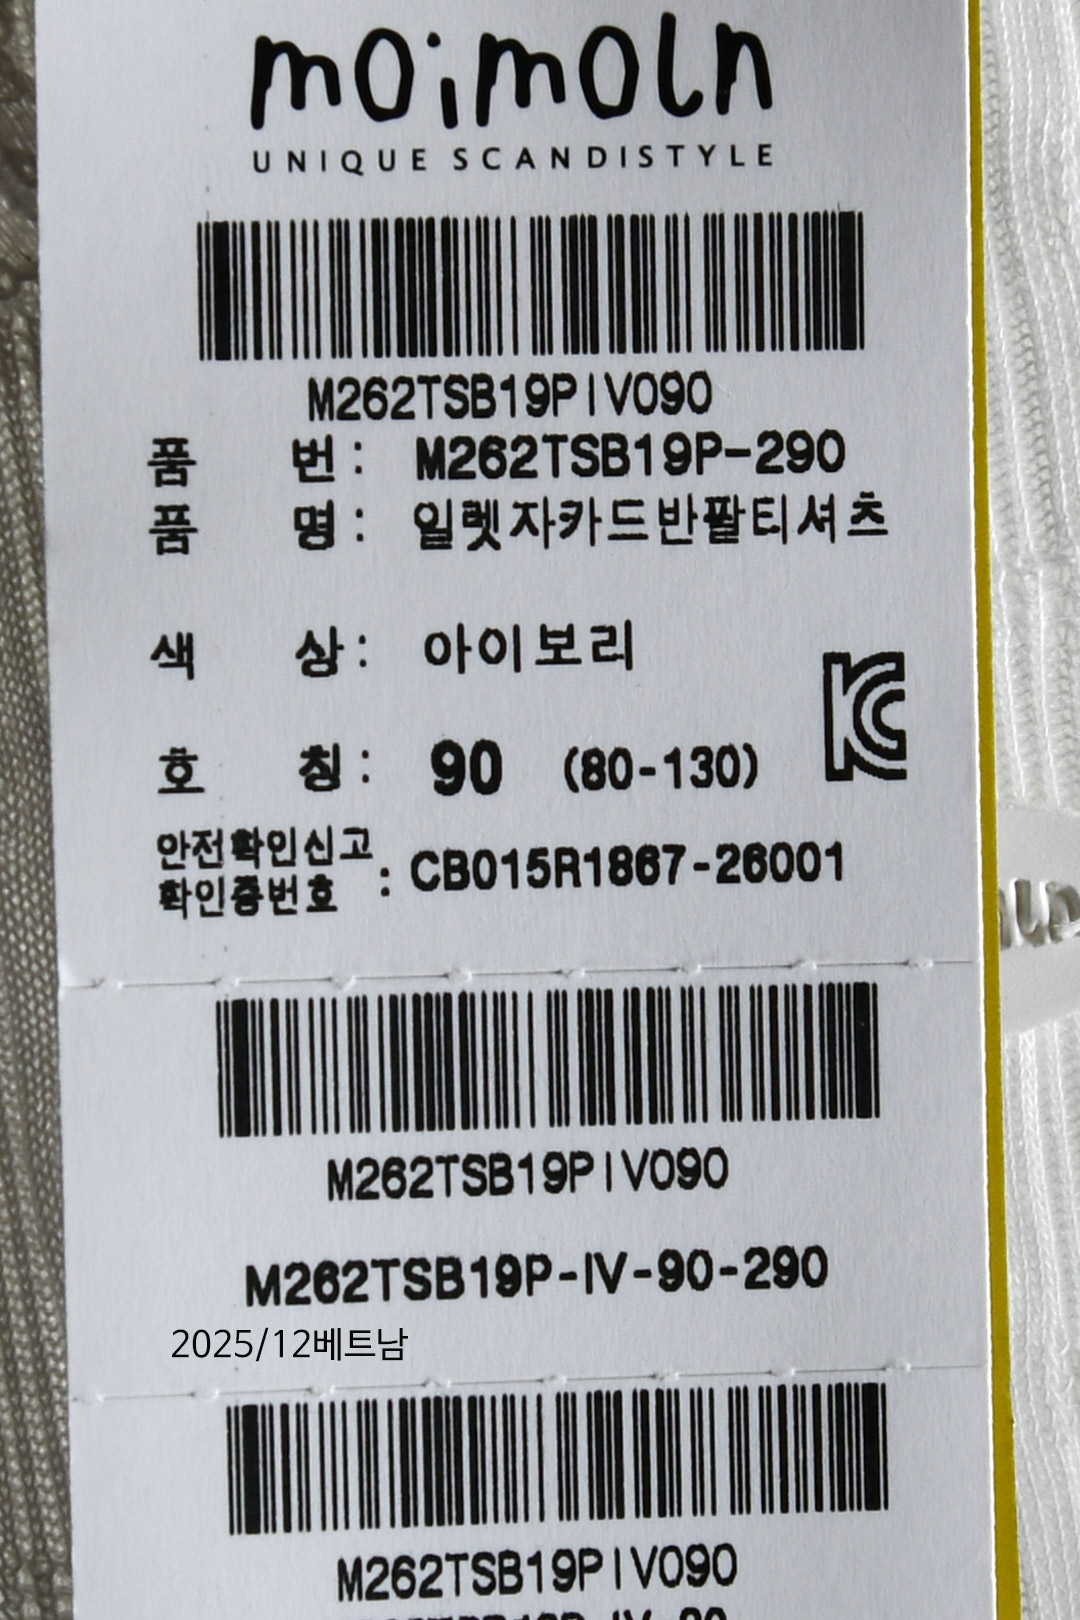 moimoln
UNIQUE SCANDISTYLE
M262TSB19PIV090
품 번 : M262TSB19P-290
품 명 : 일렛자카드반팔티셔츠
색 상 : 아이보리
호 칭 : 90 (80-130)
안전확인신고
확인증번호 : CB015R1867-26001
M262TSB19PIV090
M262TSB19P-IV-90-290
2025/12베트남
M262TSB19PIV090